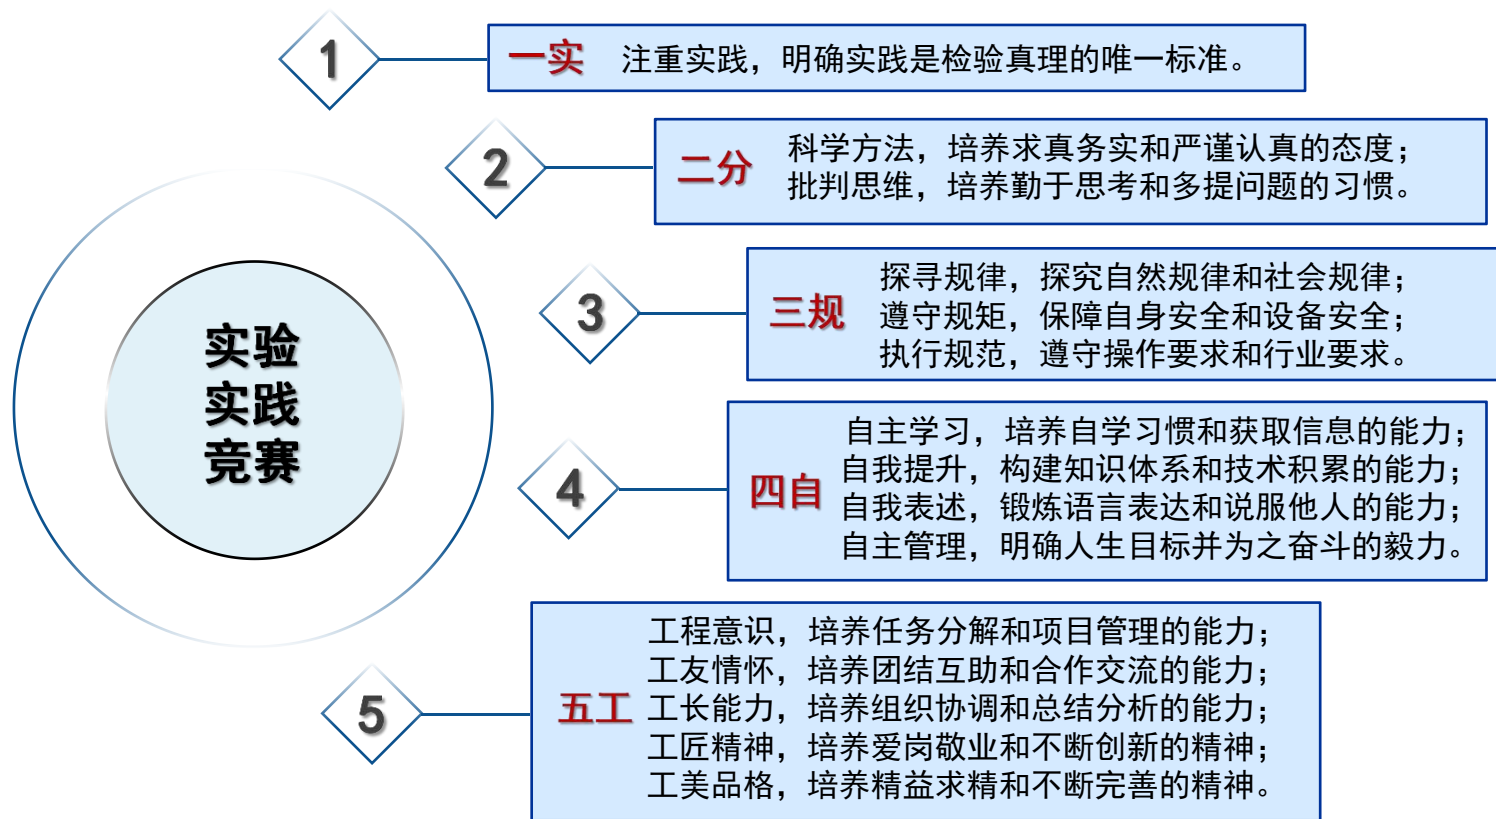 1
一实 注重实践，明确实践是检验真理的唯一标准。
2
二分
科学方法，培养求真务实和严谨认真的态度；
批判思维，培养勤于思考和多提问题的习惯。
实验
实践
竞赛
3
三规
探寻规律，探究自然规律和社会规律；
遵守规矩，保障自身安全和设备安全；
执行规范，遵守操作要求和行业要求。
4
四自
自主学习，培养自学习惯和获取信息的能力；
自我提升，构建知识体系和技术积累的能力；
自我表述，锻炼语言表达和说服他人的能力；
自主管理，明确人生目标并为之奋斗的毅力。
5
五工
工程意识，培养任务分解和项目管理的能力；
工友情怀，培养团结互助和合作交流的能力；
工长能力，培养组织协调和总结分析的能力；
工匠精神，培养爱岗敬业和不断创新的精神；
工美品格，培养精益求精和不断完善的精神。